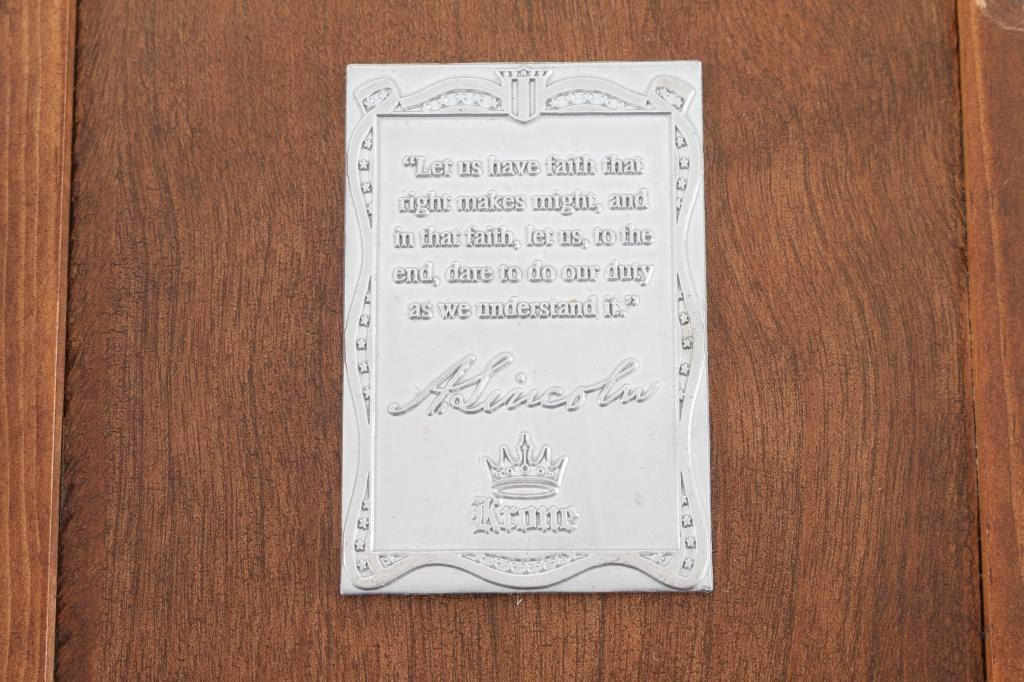 “Let us have faith that
right makes might, and
in that faith, let us, to the
end, dare to do our duty
as we understand it.”
A. Lincoln
Krone